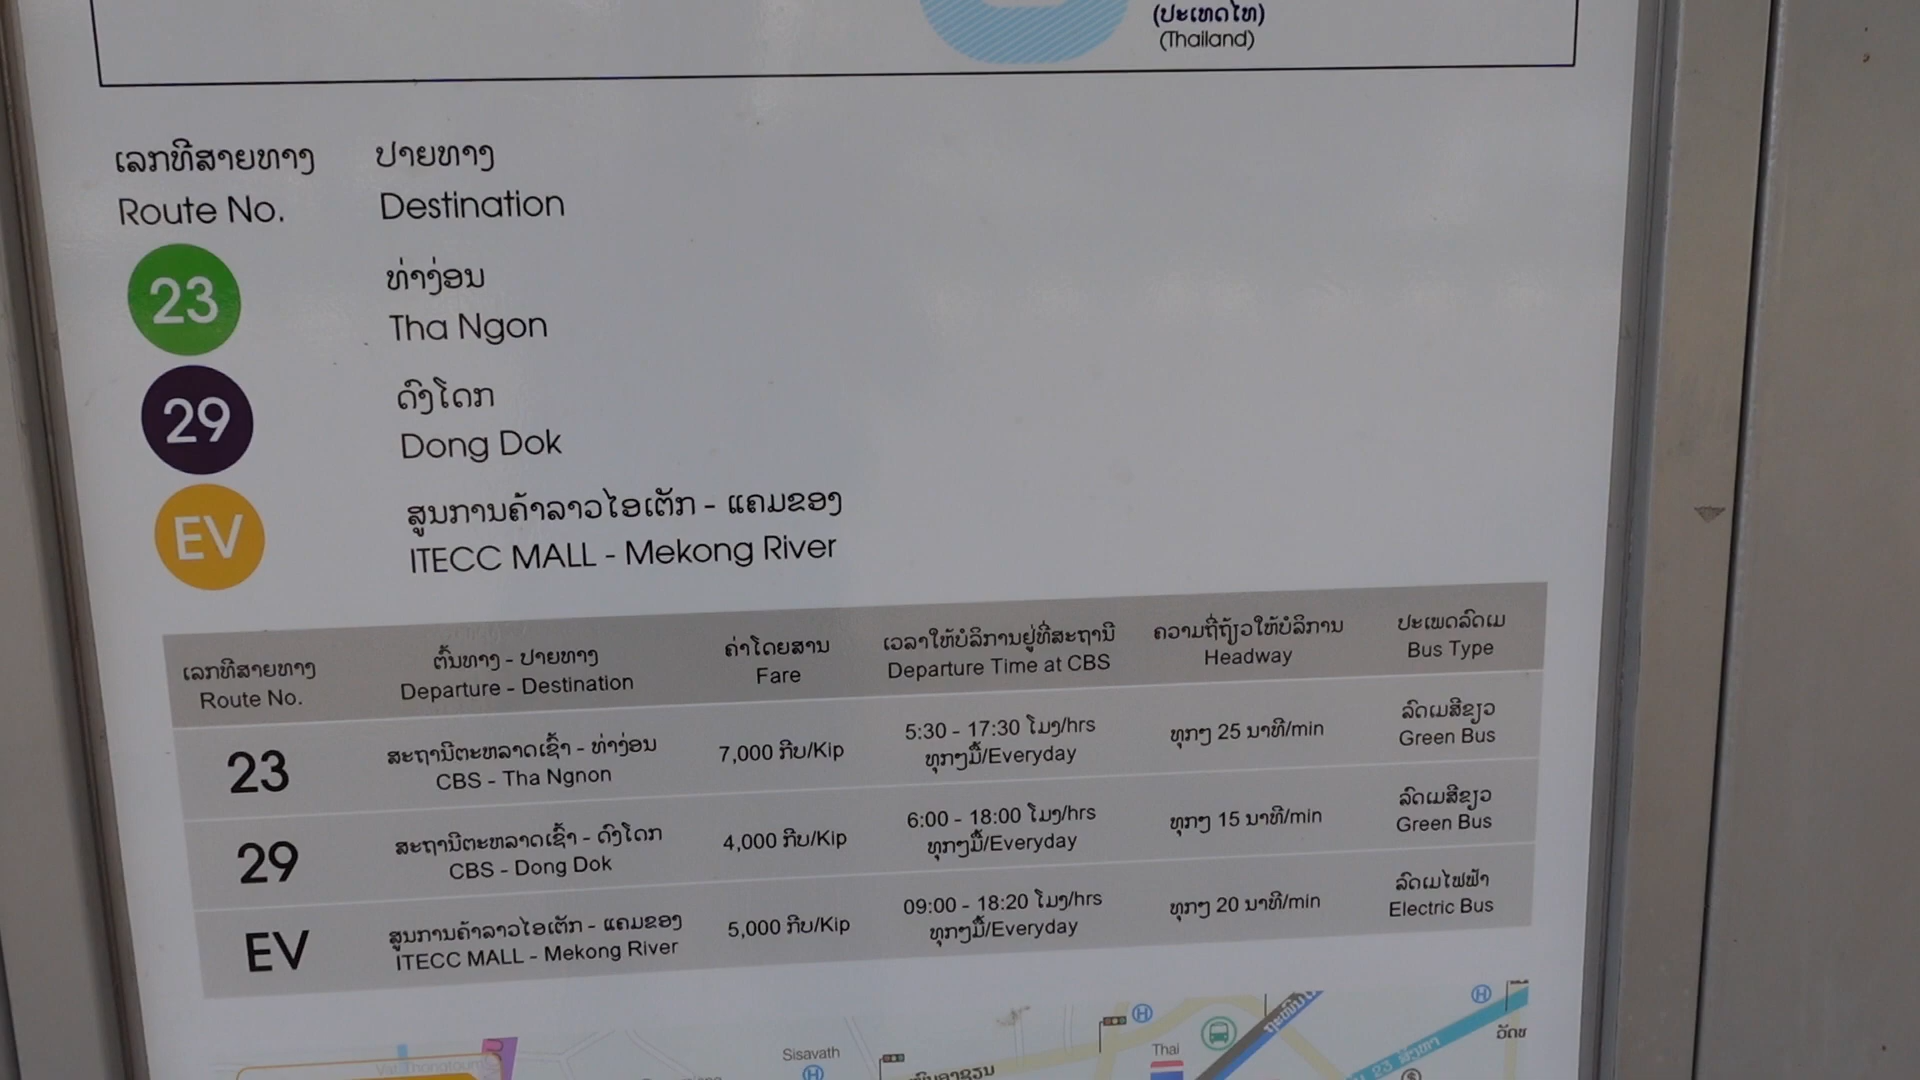 (ປະເທດໄທ)
(Thailand)
ເລກທີສາຍທາງ
Route No.
ປາຍທາງ
Destination
23
ທ່າງ່ອນ
Tha Ngon
29
ດົງໂດກ
Dong Dok
EV
ສູນການຄ້າລາວໄອເຕັກ - ແຄມຂອງ
ITECC MALL - Mekong River
ເລກທີສາຍທາງ
Route No.
ຕົ້ນທາງ - ປາຍທາງ
Departure - Destination
ຄ່າໂດຍສານ
Fare
ເວລາໃຫ້ບໍລິການຢູ່ທີ່ສະຖານີ
Departure Time at CBS
ຄວາມຖີ່ຖ້ຽວໃຫ້ບໍລິການ
Headway
ປະເພດລົດເມ
Bus Type
23
ສະຖານີຕະຫລາດເຊົ້າ - ທ່າງ່ອນ
CBS - Tha Ngnon
7,000 ກີບ/Kip
5:30 - 17:30 ໂມງ/hrs
ທຸກໆມື້/Everyday
ທຸກໆ 25 ນາທີ/min
ລົດເມສີຂຽວ
Green Bus
29
ສະຖານີຕະຫລາດເຊົ້າ - ດົງໂດກ
CBS - Dong Dok
4,000 ກີບ/Kip
6:00 - 18:00 ໂມງ/hrs
ທຸກໆມື້/Everyday
ທຸກໆ 15 ນາທີ/min
ລົດເມສີຂຽວ
Green Bus
EV
ສູນການຄ້າລາວໄອເຕັກ - ແຄມຂອງ
ITECC MALL - Mekong River
5,000 ກີບ/Kip
09:00 - 18:20 ໂມງ/hrs
ທຸກໆມື້/Everyday
ທຸກໆ 20 ນາທີ/min
ລົດເມໄຟຟ້າ
Electric Bus
H
H
Sisavath
H
Thai
23